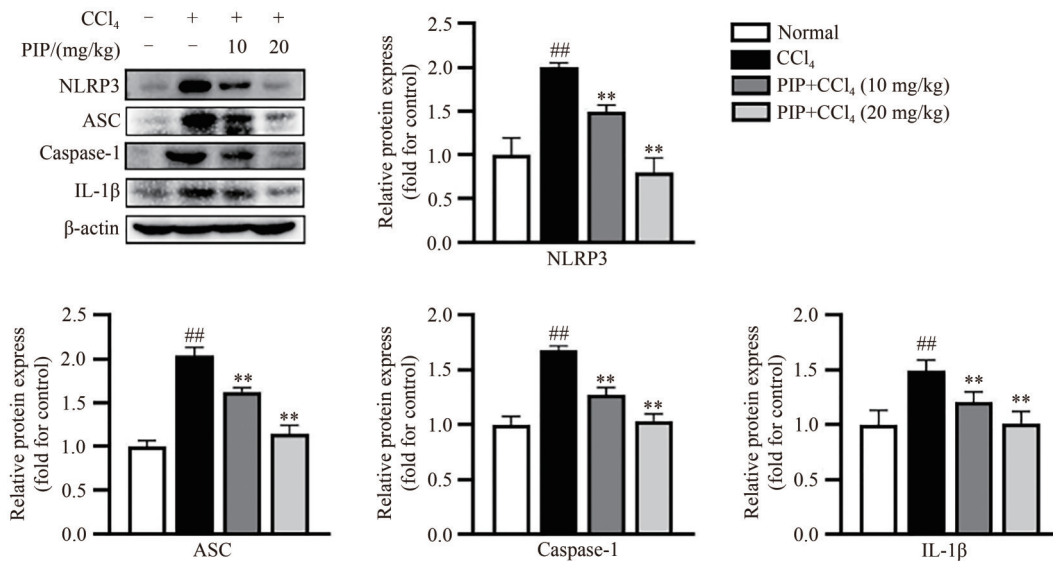 CCl₄ − + + +
PIP/(mg/kg) − − 10 20
NLRP3
ASC
Caspase-1
IL-1β
β-actin
Relative protein express
(fold for control)
2.5
2.0
1.5
1.0
0.5
0.0
##
**
**
NLRP3
Normal
CCl₄
PIP+CCl₄ (10 mg/kg)
PIP+CCl₄ (20 mg/kg)
Relative protein express
(fold for control)
2.5
2.0
1.5
1.0
0.5
0.0
##
**
**
ASC
Relative protein express
(fold for control)
2.0
1.5
1.0
0.5
0.0
##
**
**
Caspase-1
Relative protein express
(fold for control)
2.0
1.5
1.0
0.5
0.0
##
**
**
IL-1β